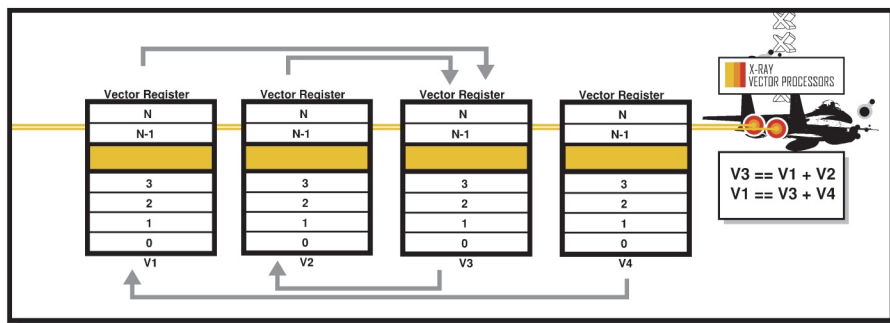 X-RAY
VECTOR PROCESSORS
Vector Register
N
N-1
3
2
1
0
V1
Vector Register
N
N-1
3
2
1
0
V2
Vector Register
N
N-1
3
2
1
0
V3
Vector Register
N
N-1
3
2
1
0
V4
V3 == V1 + V2
V1 == V3 + V4